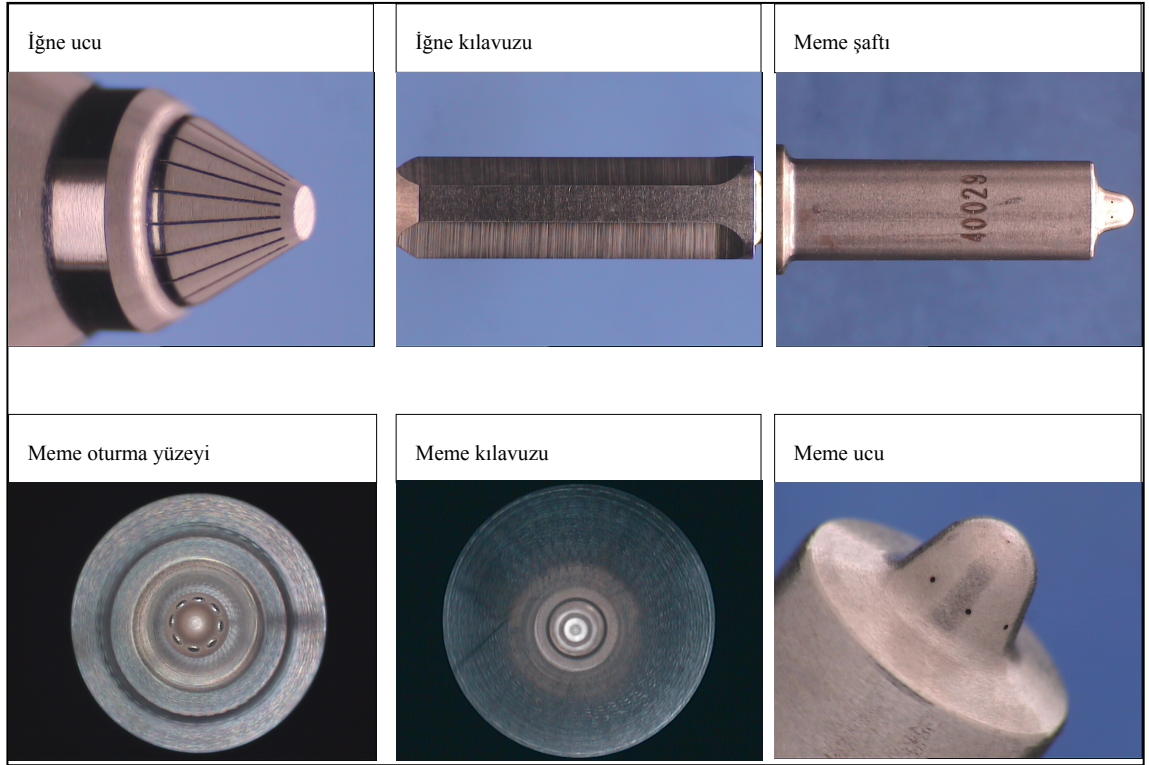 İğne ucu
İğne kılavuzu
Meme şaftı
40029
Meme oturma yüzeyi
Meme kılavuzu
Meme ucu